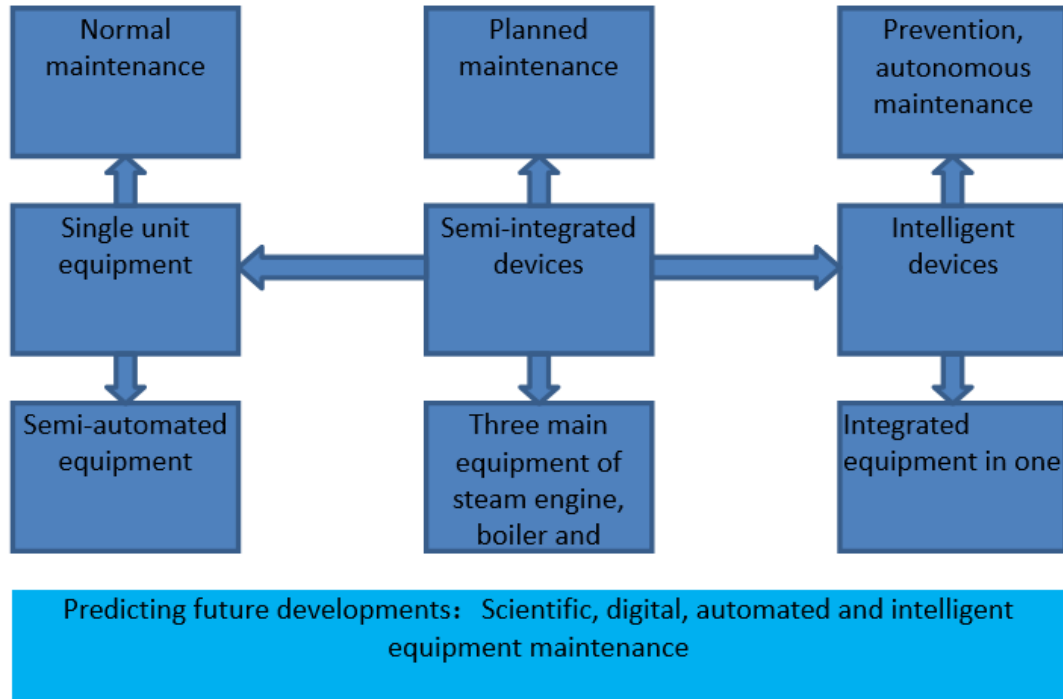 Normal
maintenance
Planned
maintenance
Prevention,
autonomous
maintenance
Single unit
equipment
Semi-integrated
devices
Intelligent
devices
Semi-automated
equipment
Three main
equipment of
steam engine,
boiler and
Integrated
equipment in one
Predicting future developments： Scientific, digital, automated and intelligent
equipment maintenance